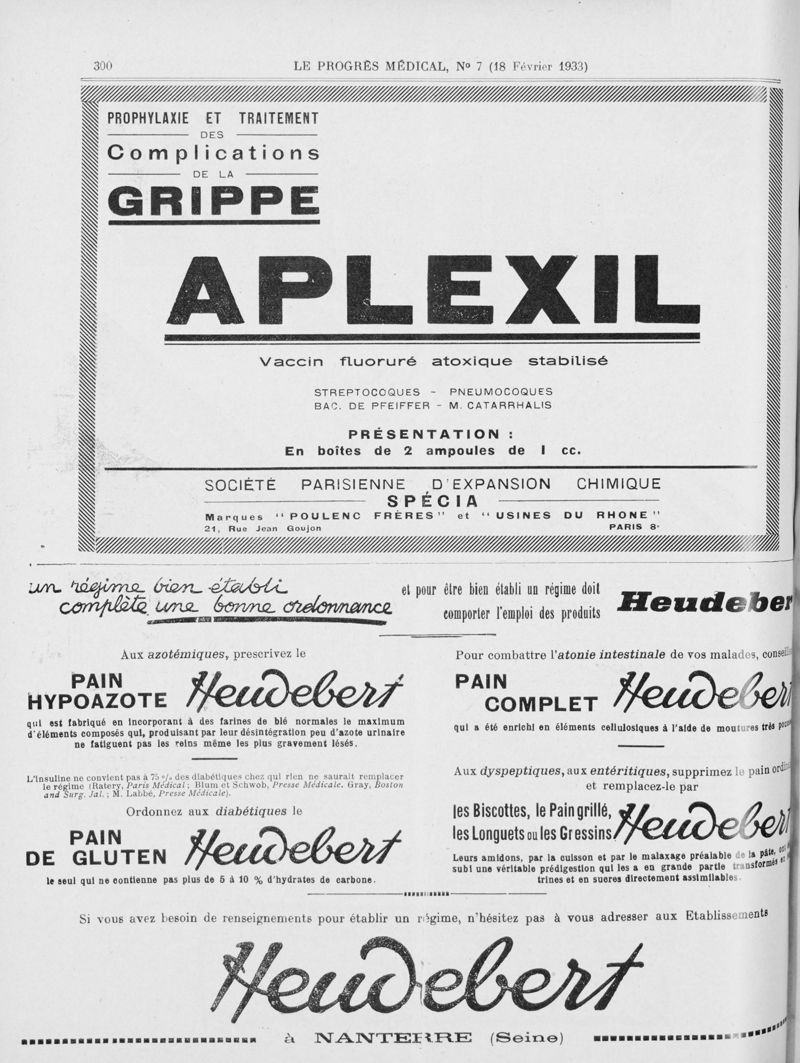 300
LE PROGRÈS MÉDICAL, Nº 7 (18 Février 1933)
PROPHYLAXIE ET TRAITEMENT
DES
Complications
DE LA
GRIPPE
APLEXIL
Vaccin fluoruré atoxique stabilisé
STREPTOCOQUES - PNEUMOCOQUES
BAC. DE PFEIFFER - M. CATARRHALIS
PRÉSENTATION :
En boîtes de 2 ampoules de 1 cc.
SOCIÉTÉ PARISIENNE D'EXPANSION CHIMIQUE
SPÉCIA
Marques "POULENC FRÈRES" et "USINES DU RHONE"
21, Rue Jean Goujon PARIS 8e
un régime bien établi
complète une bonne ordonnance
et pour être bien établi un régime doit
comporter l'emploi des produits
Heudeber
Aux azotémiques, prescrivez le
PAIN
HYPOAZOTE Heudebert
qui est fabriqué en incorporant à des farines de blé normales le maximum
d'éléments composés qui, produisant par leur désintégration peu d'azote urinaire
ne fatiguent pas les reins même les plus gravement lésés.
L'insuline ne convient pas à 75 % des diabétiques chez qui rien ne saurait remplacer
le régime (Ratery, Paris Médical ; Blum et Schwob, Presse Médicale. Gray, Boston
and Surg. Jal. ; M. Labbé, Presse Médicale).
Ordonnez aux diabétiques le
PAIN
DE GLUTEN Heudebert
le seul qui ne contienne pas plus de 5 à 10 % d'hydrates de carbone.
Pour combattre l'atonie intestinale de vos malades, conseil
PAIN
COMPLET Heudebert
qui a été enrichi en éléments cellulosiques à l'aide de moutures très
Aux dyspeptiques, aux entéritiques, supprimez le pain ordin
et remplacez-le par
les Biscottes, le Pain grillé,
les Longuets ou les Gressins Heudebert
Leurs amidons, par la cuisson et par le malaxage préalable de la pâte, ont
subi une véritable prédigestion qui les a en grande partie transformés
trines et en sucres directement assimilables.
Si vous avez besoin de renseignements pour établir un régime, n'hésitez pas à vous adresser aux Etablissements
Heudebert
à NANTERRE (Seine)